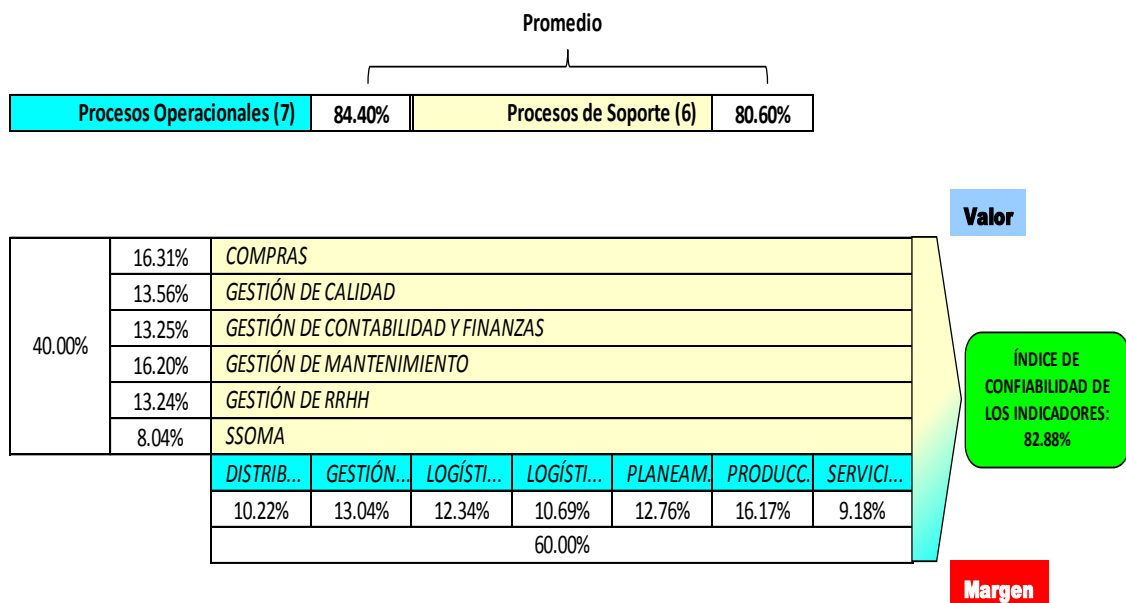 Promedio
Procesos Operacionales (7) 84.40% Procesos de Soporte (6) 80.60%
Valor
40.00%
16.31% COMPRAS
13.56% GESTIÓN DE CALIDAD
13.25% GESTIÓN DE CONTABILIDAD Y FINANZAS
16.20% GESTIÓN DE MANTENIMIENTO
13.24% GESTIÓN DE RRHH
8.04% SSOMA
DISTRIB... GESTIÓN... LOGÍSTI... LOGÍSTI... PLANEAM. PRODUCC. SERVICI...
10.22% 13.04% 12.34% 10.69% 12.76% 16.17% 9.18%
60.00%
ÍNDICE DE
CONFIABILIDAD DE
LOS INDICADORES:
82.88%
Margen